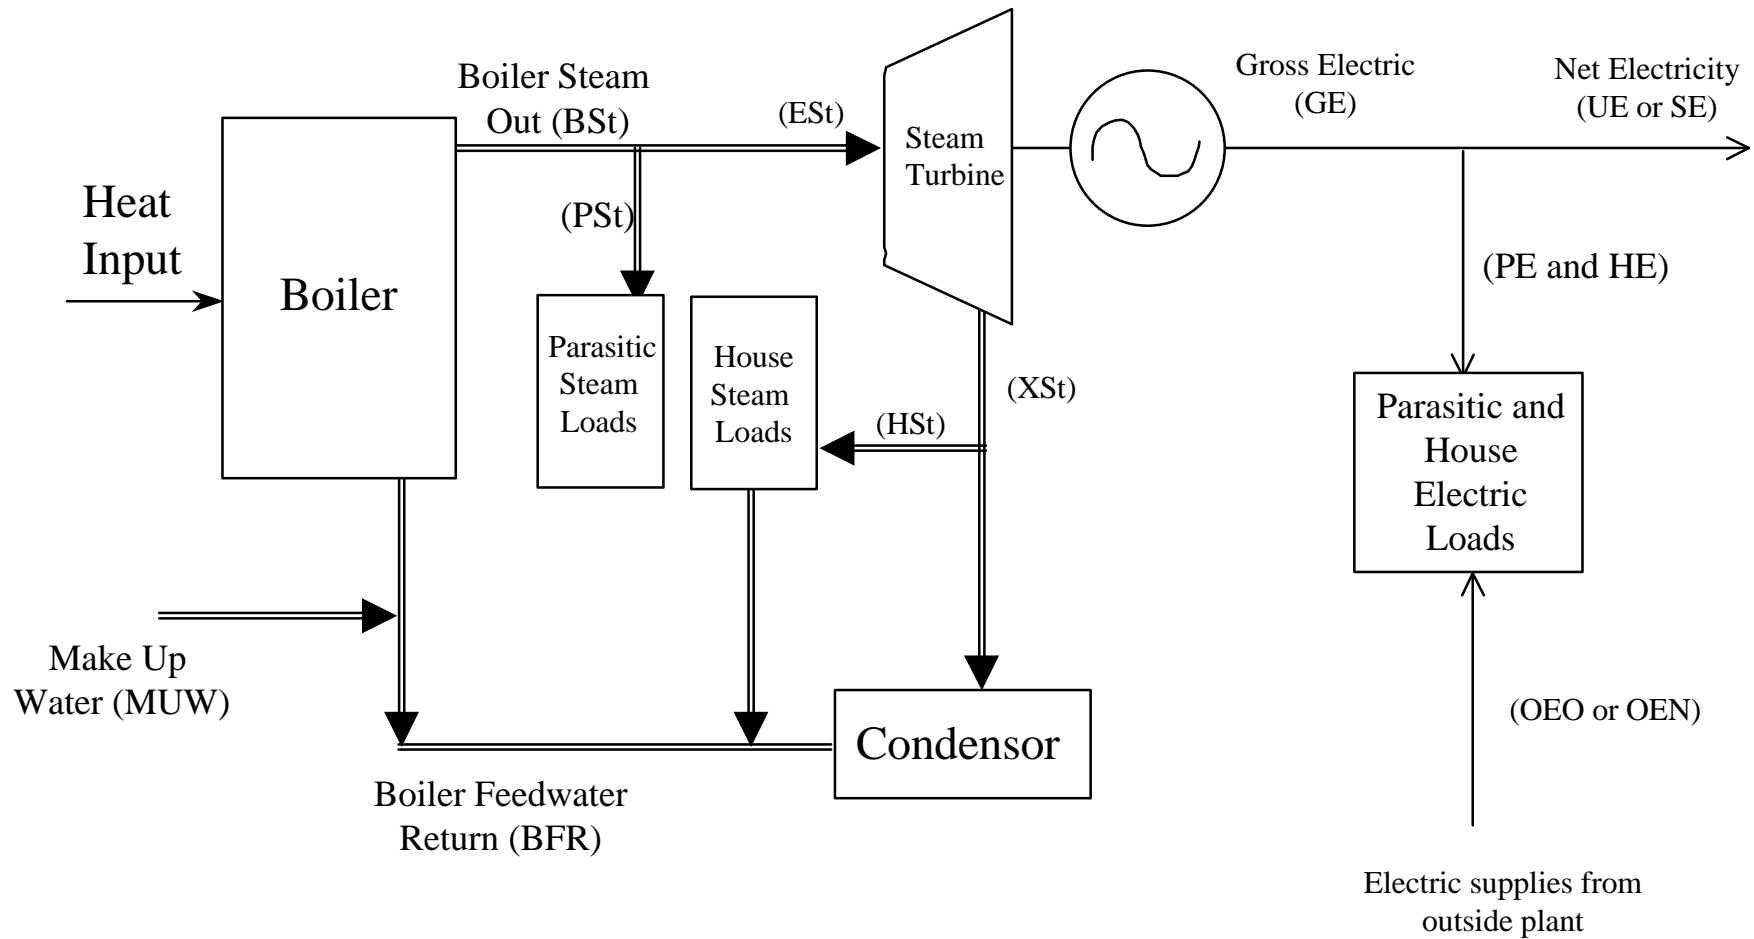 Boiler Steam
Out (BSt)
(ESt)
Gross Electric
(GE)
Net Electricity
(UE or SE)
Steam
Turbine
Heat
Input
(PSt)
Boiler
(PE and HE)
Parasitic
Steam
Loads
House
Steam
Loads
(XSt)
(HSt)
Parasitic and
House
Electric
Loads
Make Up
Water (MUW)
(OEO or OEN)
Condensor
Boiler Feedwater
Return (BFR)
Electric supplies from
outside plant